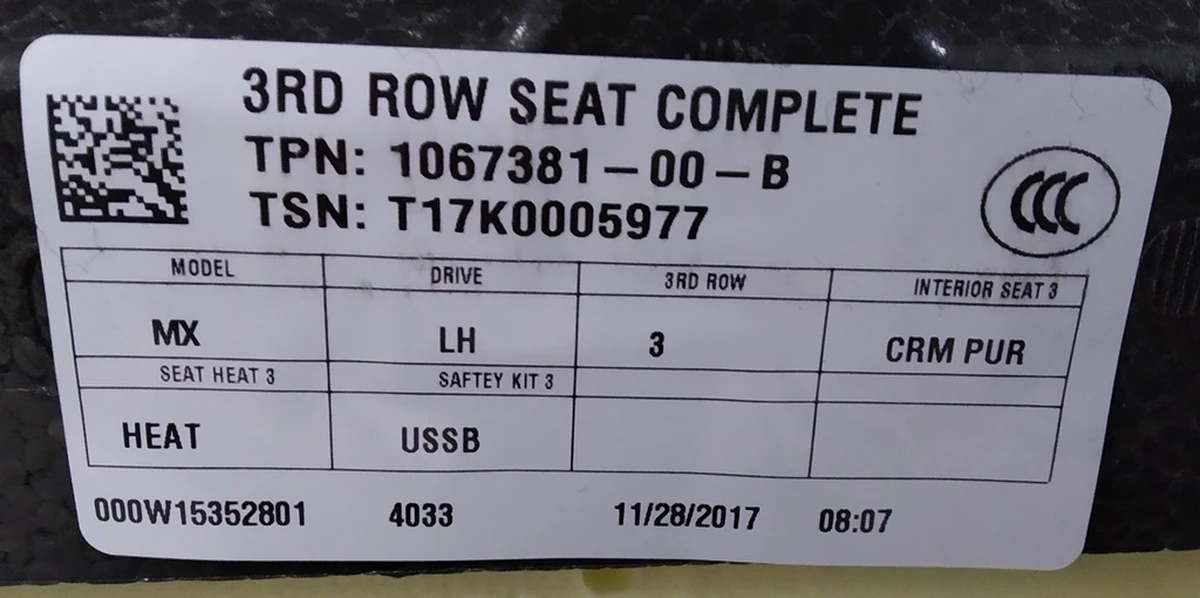 3RD ROW SEAT COMPLETE
TPN: 1067381-00-B
TSN: T17K0005977
CCC
MODEL DRIVE 3RD ROW INTERIOR SEAT 3
MX LH 3 CRM PUR
SEAT HEAT 3 SAFTEY KIT 3
HEAT USSB
000W15352801 4033 11/28/2017 08:07